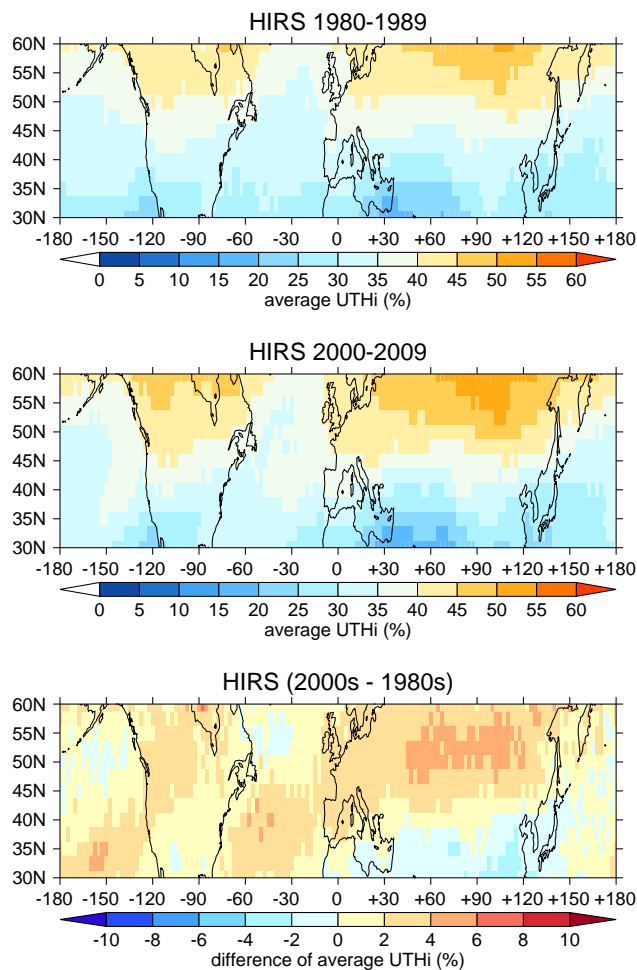 HIRS 1980-1989
60N
55N
50N
45N
40N
35N
30N
-180 -150 -120 -90 -60 -30 0 +30 +60 +90 +120 +150 +180
0 5 10 15 20 25 30 35 40 45 50 55 60
average UTHi (%)
HIRS 2000-2009
60N
55N
50N
45N
40N
35N
30N
-180 -150 -120 -90 -60 -30 0 +30 +60 +90 +120 +150 +180
0 5 10 15 20 25 30 35 40 45 50 55 60
average UTHi (%)
HIRS (2000s - 1980s)
60N
55N
50N
45N
40N
35N
30N
-180 -150 -120 -90 -60 -30 0 +30 +60 +90 +120 +150 +180
-10 -8 -6 -4 -2 0 2 4 6 8 10
difference of average UTHi (%)